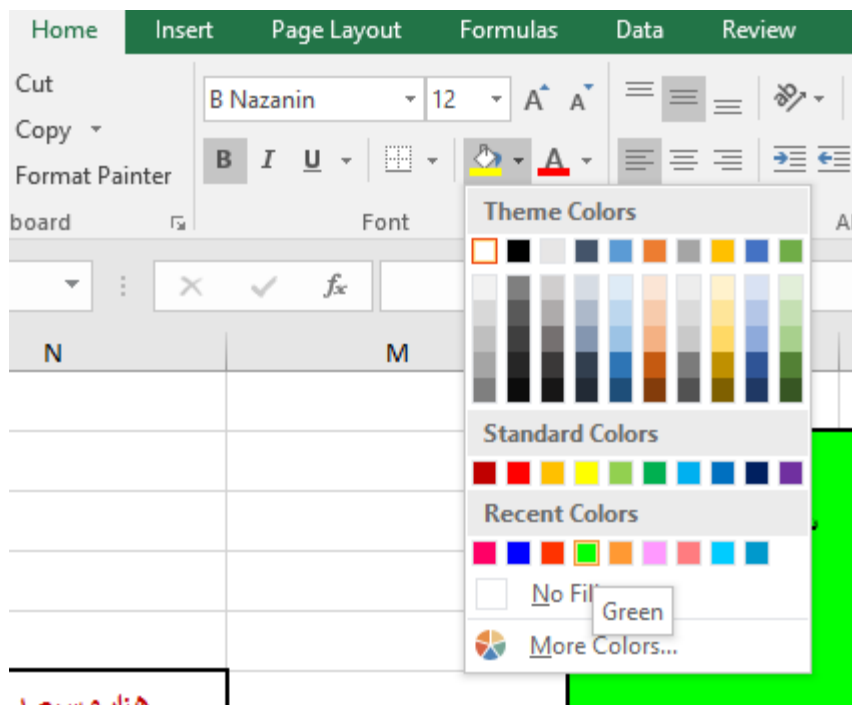 Home Insert Page Layout Formulas Data Review
Cut
Copy
Format Painter
B Nazanin 12 A A
B I U A
board Font
fx
N M
Theme Colors
Standard Colors
Recent Colors
No Fil
Green
More Colors...